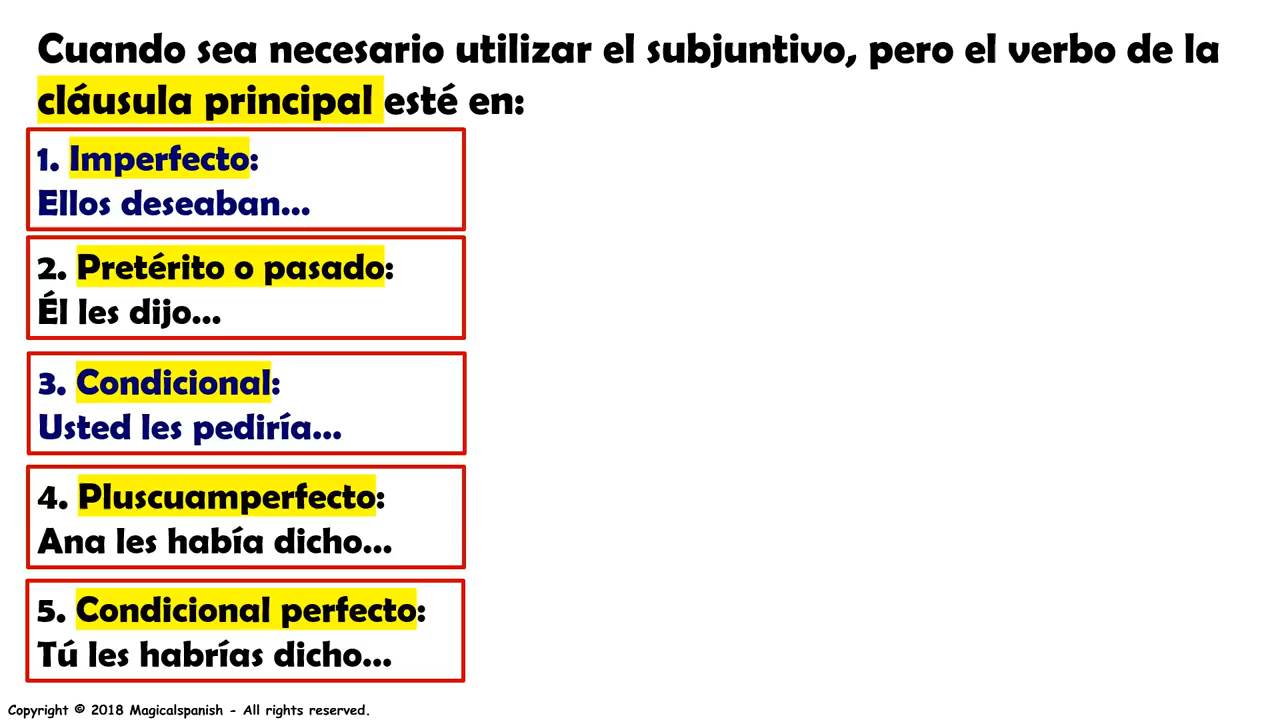 Cuando sea necesario utilizar el subjuntivo, pero el verbo de la
cláusula principal esté en:
1. Imperfecto:
Ellos deseaban...
2. Pretérito o pasado:
Él les dijo...
3. Condicional:
Usted les pediría...
4. Pluscuamperfecto:
Ana les había dicho...
5. Condicional perfecto:
Tú les habrías dicho...
Copyright © 2018 Magicalspanish - All rights reserved.